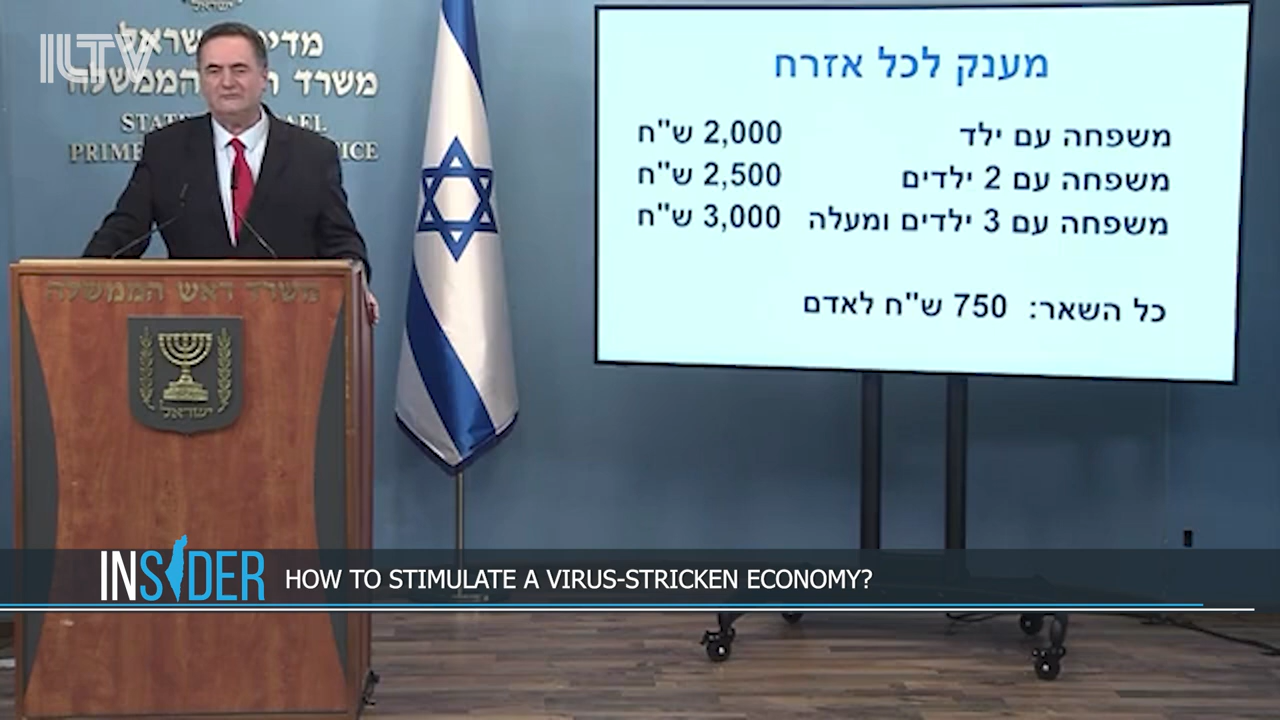 ILTV
ישראל
מדינת ישראל
משרד ראש הממשלה
STATE OF ISRAEL
PRIME OFFICE
מענק לכל אזרח
משפחה עם ילד 2,000 ש"ח
משפחה עם 2 ילדים 2,500 ש"ח
משפחה עם 3 ילדים ומעלה 3,000 ש"ח
כל השאר: 750 ש"ח לאדם
משרד ראש הממשלה
ישראל
INSIDER
HOW TO STIMULATE A VIRUS-STRICKEN ECONOMY?